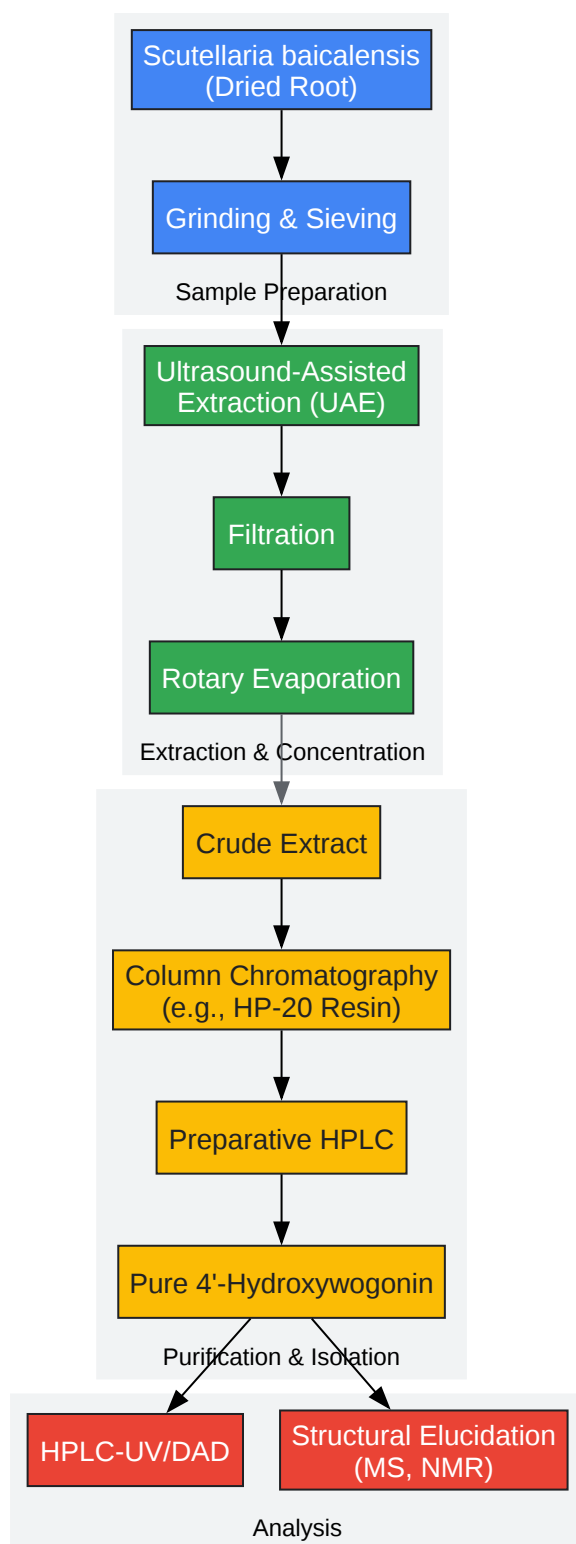 Scutellaria baicalensis
(Dried Root)
Grinding & Sieving
Sample Preparation
Ultrasound-Assisted
Extraction (UAE)
Filtration
Rotary Evaporation
Extraction & Concentration
Crude Extract
Column Chromatography
(e.g., HP-20 Resin)
Preparative HPLC
Pure 4'-Hydroxywogonin
Purification & Isolation
HPLC-UV/DAD
Structural Elucidation
(MS, NMR)
Analysis